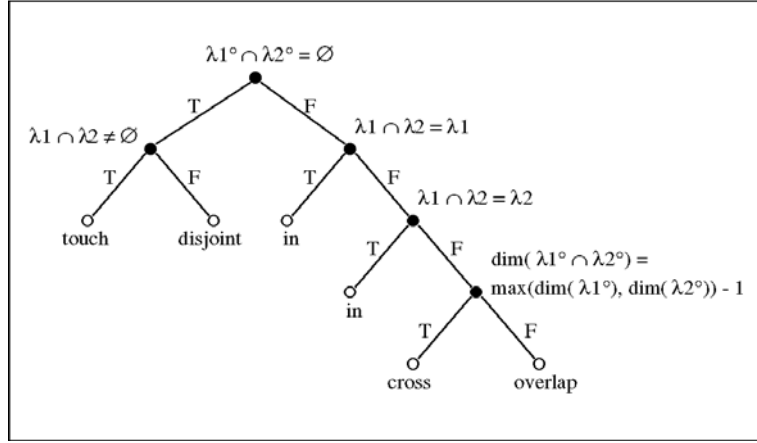 λ1° ∩ λ2° = ∅
T F
λ1 ∩ λ2 ≠ ∅
λ1 ∩ λ2 = λ1
T F T F
λ1 ∩ λ2 = λ2
touch disjoint in
T F
dim( λ1° ∩ λ2°) =
max(dim( λ1°), dim( λ2°)) - 1
in
T F
cross overlap